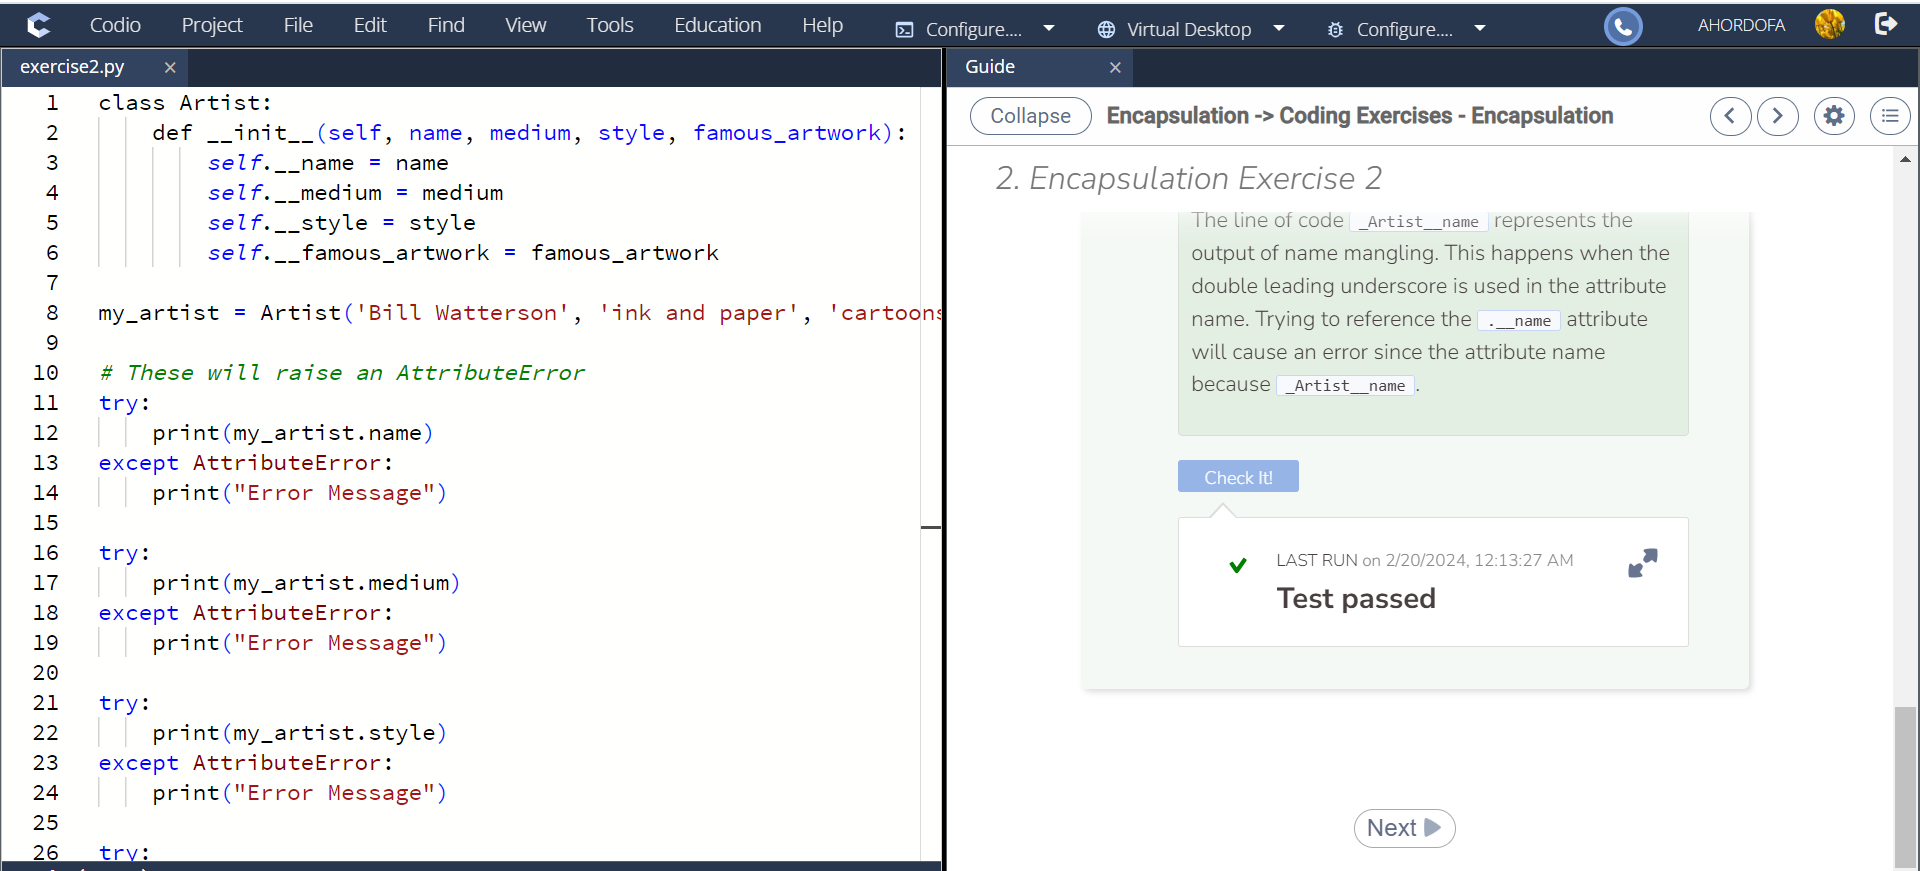 Codio Project File Edit Find View Tools Education Help Configure.... Virtual Desktop Configure.... AHORDOFA
exercise2.py ×
1 class Artist:
2 def __init__(self, name, medium, style, famous_artwork):
3 self.__name = name
4 self.__medium = medium
5 self.__style = style
6 self.__famous_artwork = famous_artwork
7
8 my_artist = Artist('Bill Watterson', 'ink and paper', 'cartoons
9
10 # These will raise an AttributeError
11 try:
12 print(my_artist.name)
13 except AttributeError:
14 print("Error Message")
15
16 try:
17 print(my_artist.medium)
18 except AttributeError:
19 print("Error Message")
20
21 try:
22 print(my_artist.style)
23 except AttributeError:
24 print("Error Message")
25
26 try:
Guide ×
Collapse Encapsulation -> Coding Exercises - Encapsulation
2. Encapsulation Exercise 2
The line of code _Artist__name represents the
output of name mangling. This happens when the
double leading underscore is used in the attribute
name. Trying to reference the .__name attribute
will cause an error since the attribute name
because _Artist__name.
Check It!
LAST RUN on 2/20/2024, 12:13:27 AM
Test passed
Next